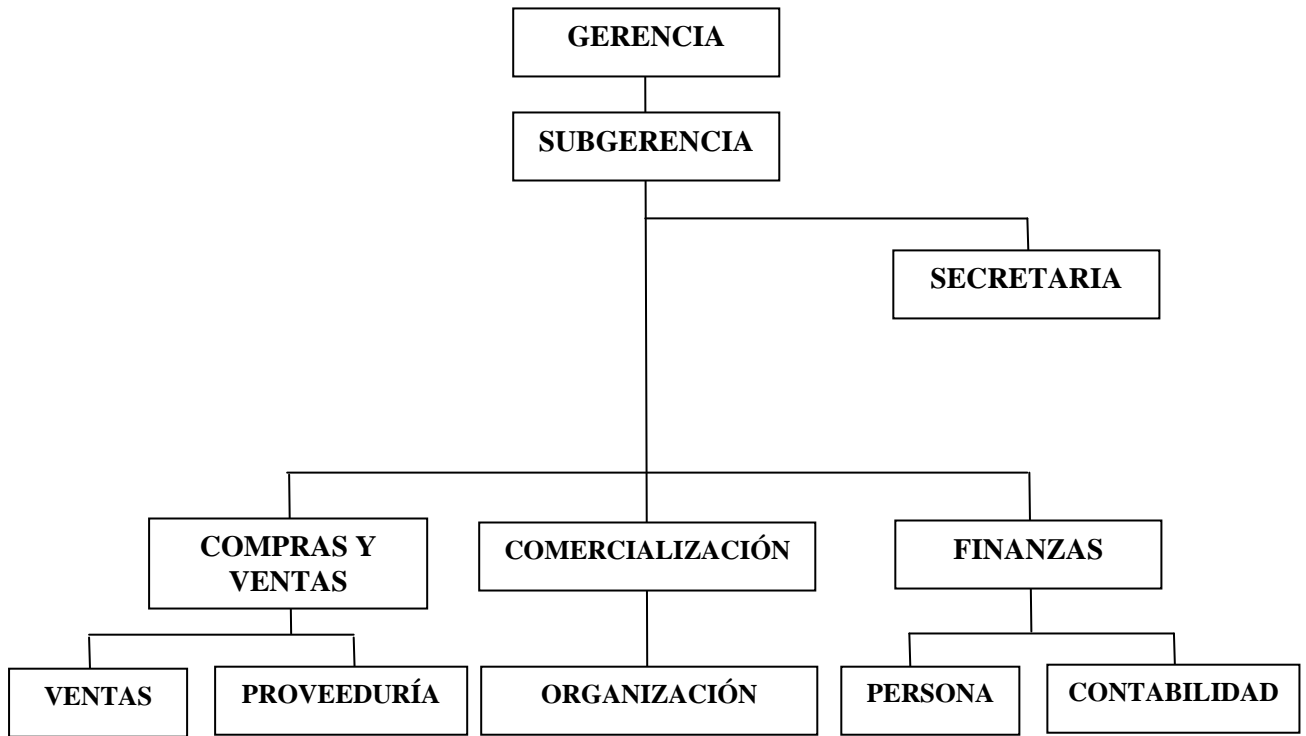 GERENCIA
SUBGERENCIA
SECRETARIA
COMPRAS Y
VENTAS
COMERCIALIZACIÓN
FINANZAS
VENTAS
PROVEEDURÍA
ORGANIZACIÓN
PERSONA
CONTABILIDAD